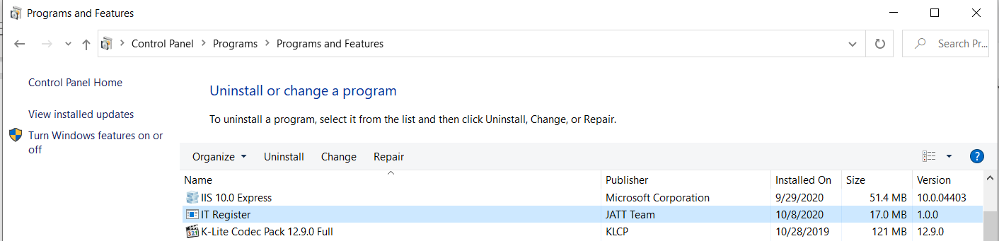 Programs and Features
Control Panel > Programs > Programs and Features
Search Pr...
Control Panel Home
View installed updates
Turn Windows features on or
off
Uninstall or change a program
To uninstall a program, select it from the list and then click Uninstall, Change, or Repair.
Organize Uninstall Change Repair
Name Publisher Installed On Size Version
IIS 10.0 Express Microsoft Corporation 9/29/2020 51.4 MB 10.0.04403
IT Register JATT Team 10/8/2020 17.0 MB 1.0.0
K-Lite Codec Pack 12.9.0 Full KLCP 10/28/2019 121 MB 12.9.0